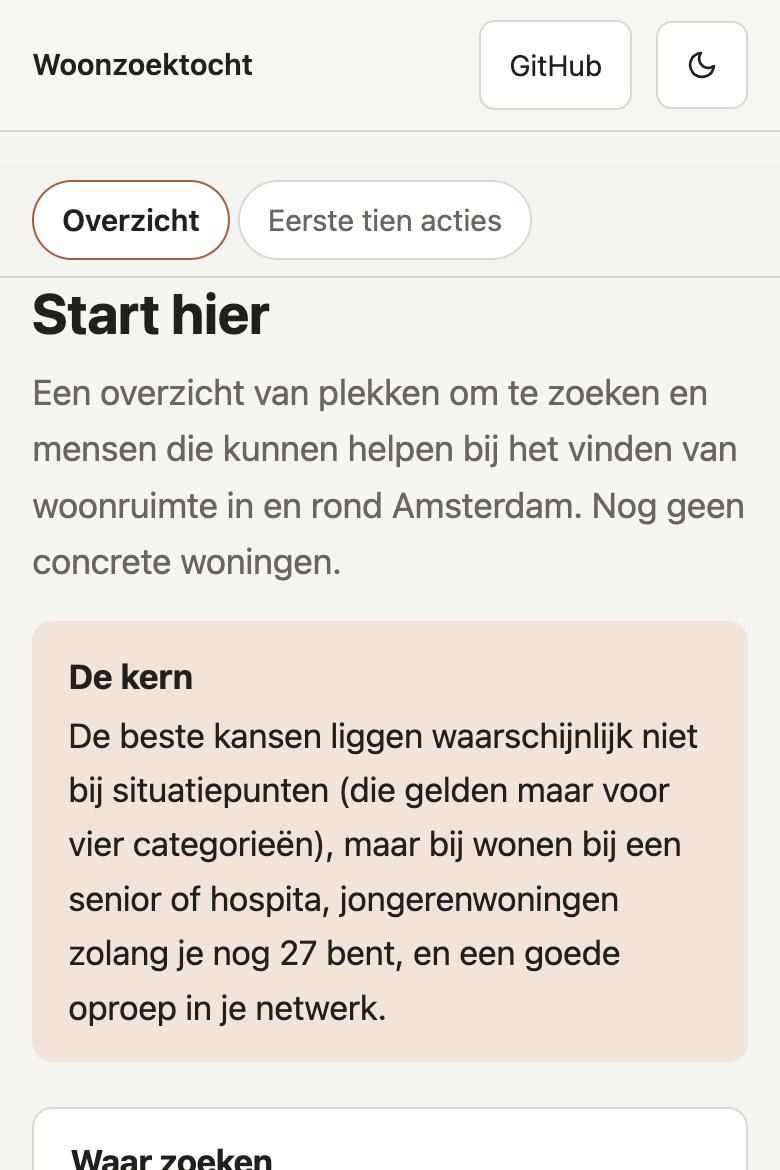 Woonzoektocht
GitHub
Overzicht
Eerste tien acties
Start hier
Een overzicht van plekken om te zoeken en
mensen die kunnen helpen bij het vinden van
woonruimte in en rond Amsterdam. Nog geen
concrete woningen.
De kern
De beste kansen liggen waarschijnlijk niet
bij situatiepunten (die gelden maar voor
vier categorieën), maar bij wonen bij een
senior of hospita, jongerenwoningen
zolang je nog 27 bent, en een goede
oproep in je netwerk.
Waar zoeken